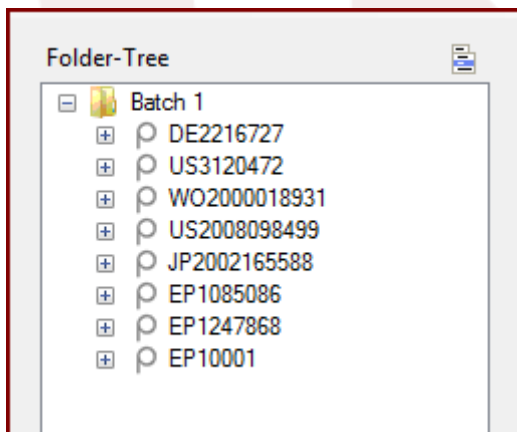 Folder-Tree
Batch 1
DE2216727
US3120472
WO2000018931
US2008098499
JP2002165588
EP1085086
EP1247868
EP10001